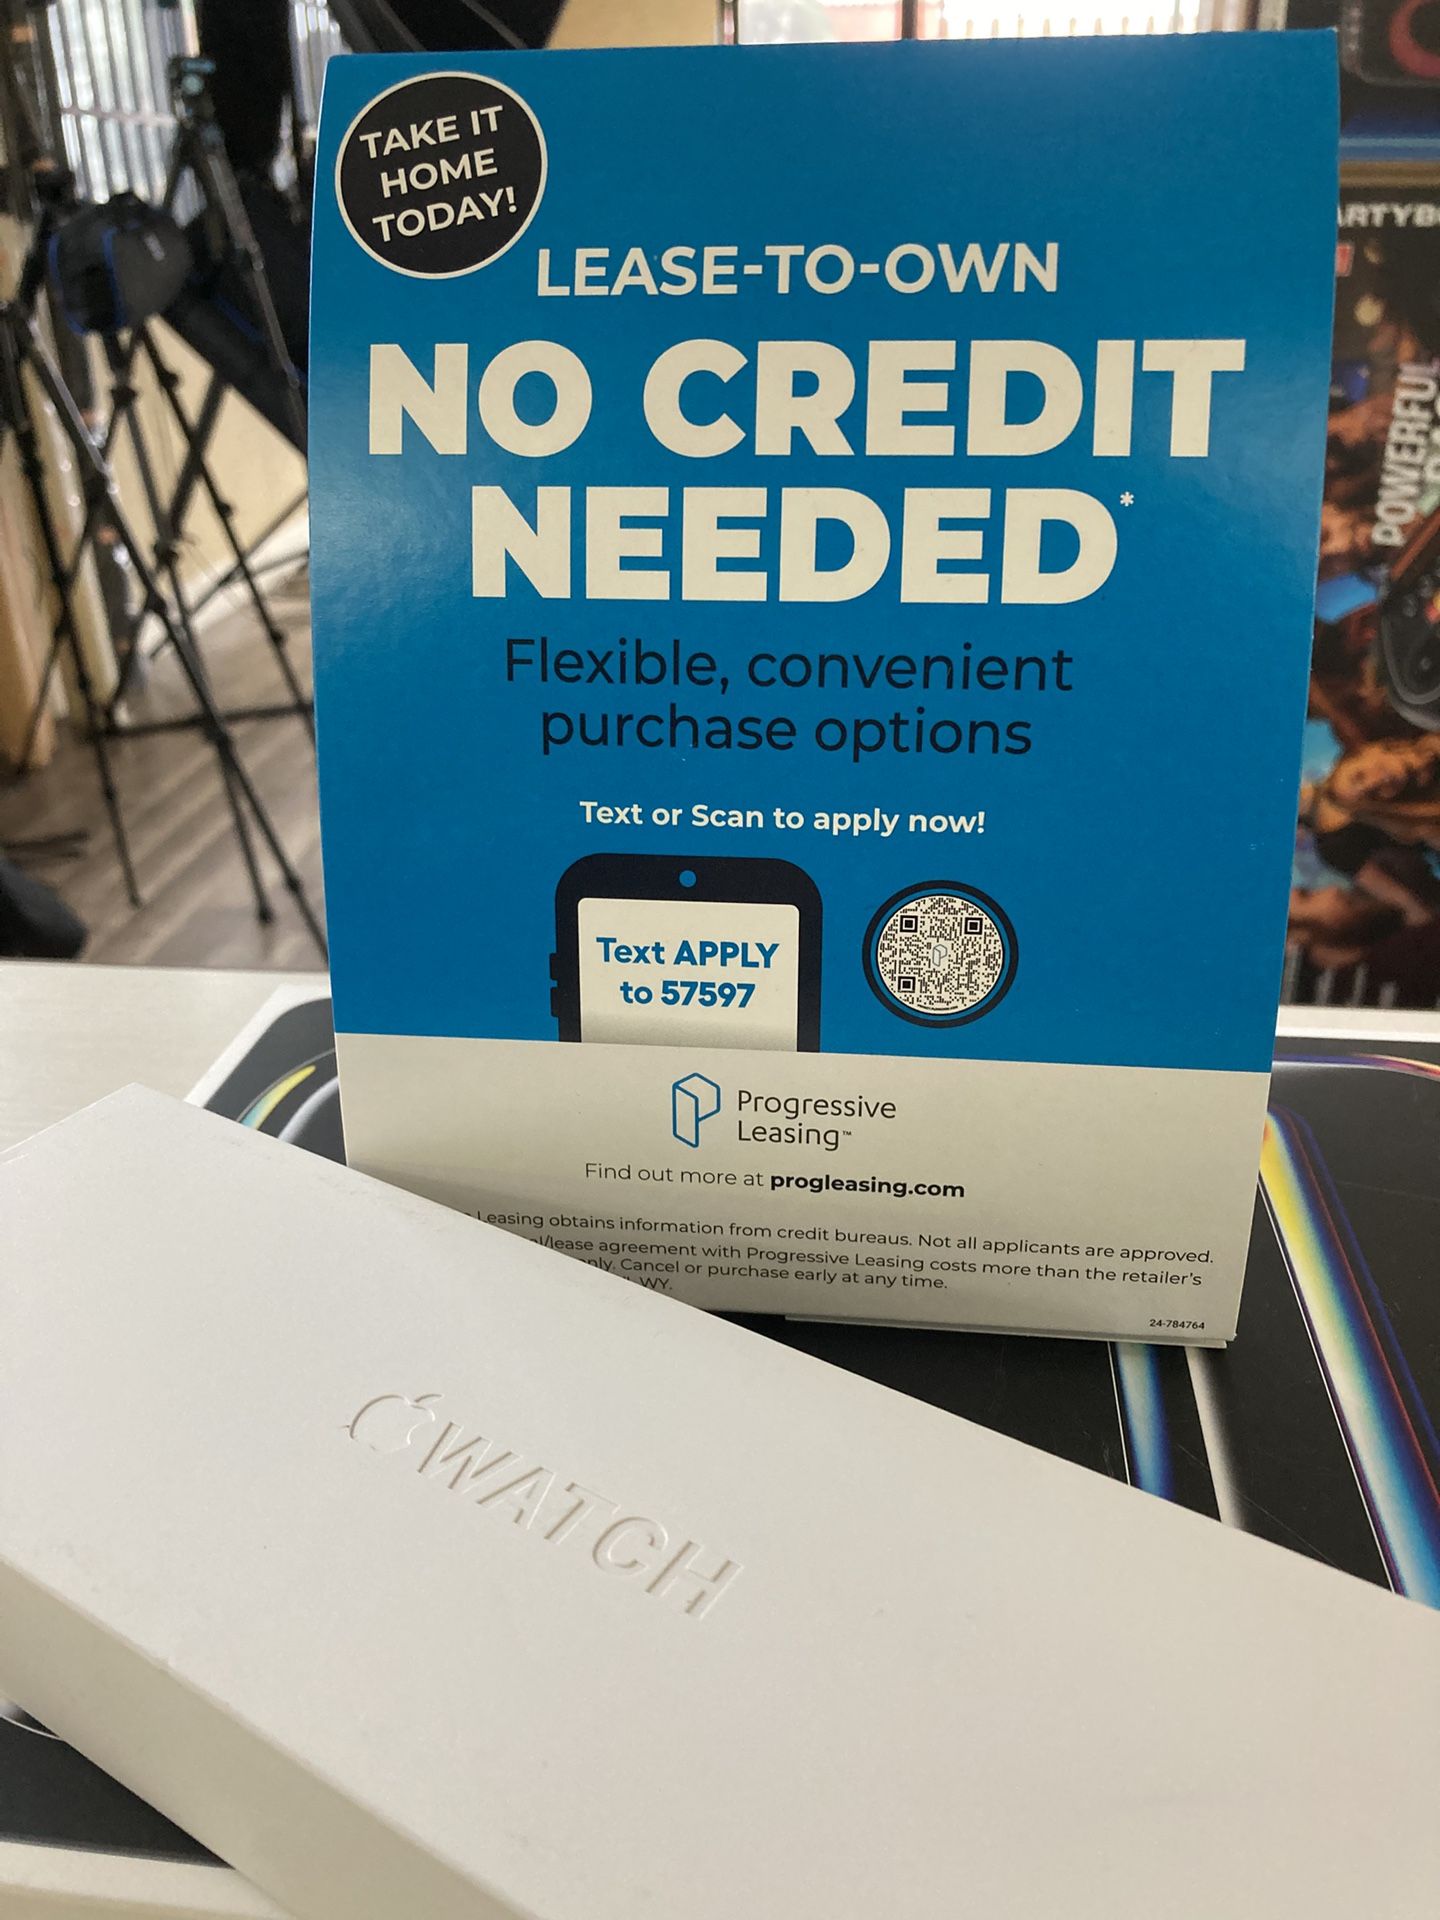 TAKE IT
HOME
TODAY!
LEASE-TO-OWN
NO CREDIT
NEEDED*
Flexible, convenient
purchase options
Text or Scan to apply now!
Text APPLY
to 57597
Progressive
Leasing™
Find out more at progleasing.com
Leasing obtains information from credit bureaus. Not all applicants are approved.
/lease agreement with Progressive Leasing costs more than the retailer's
Cancel or purchase early at any time.
WY.
24-784764
WATCH
POWERFUL